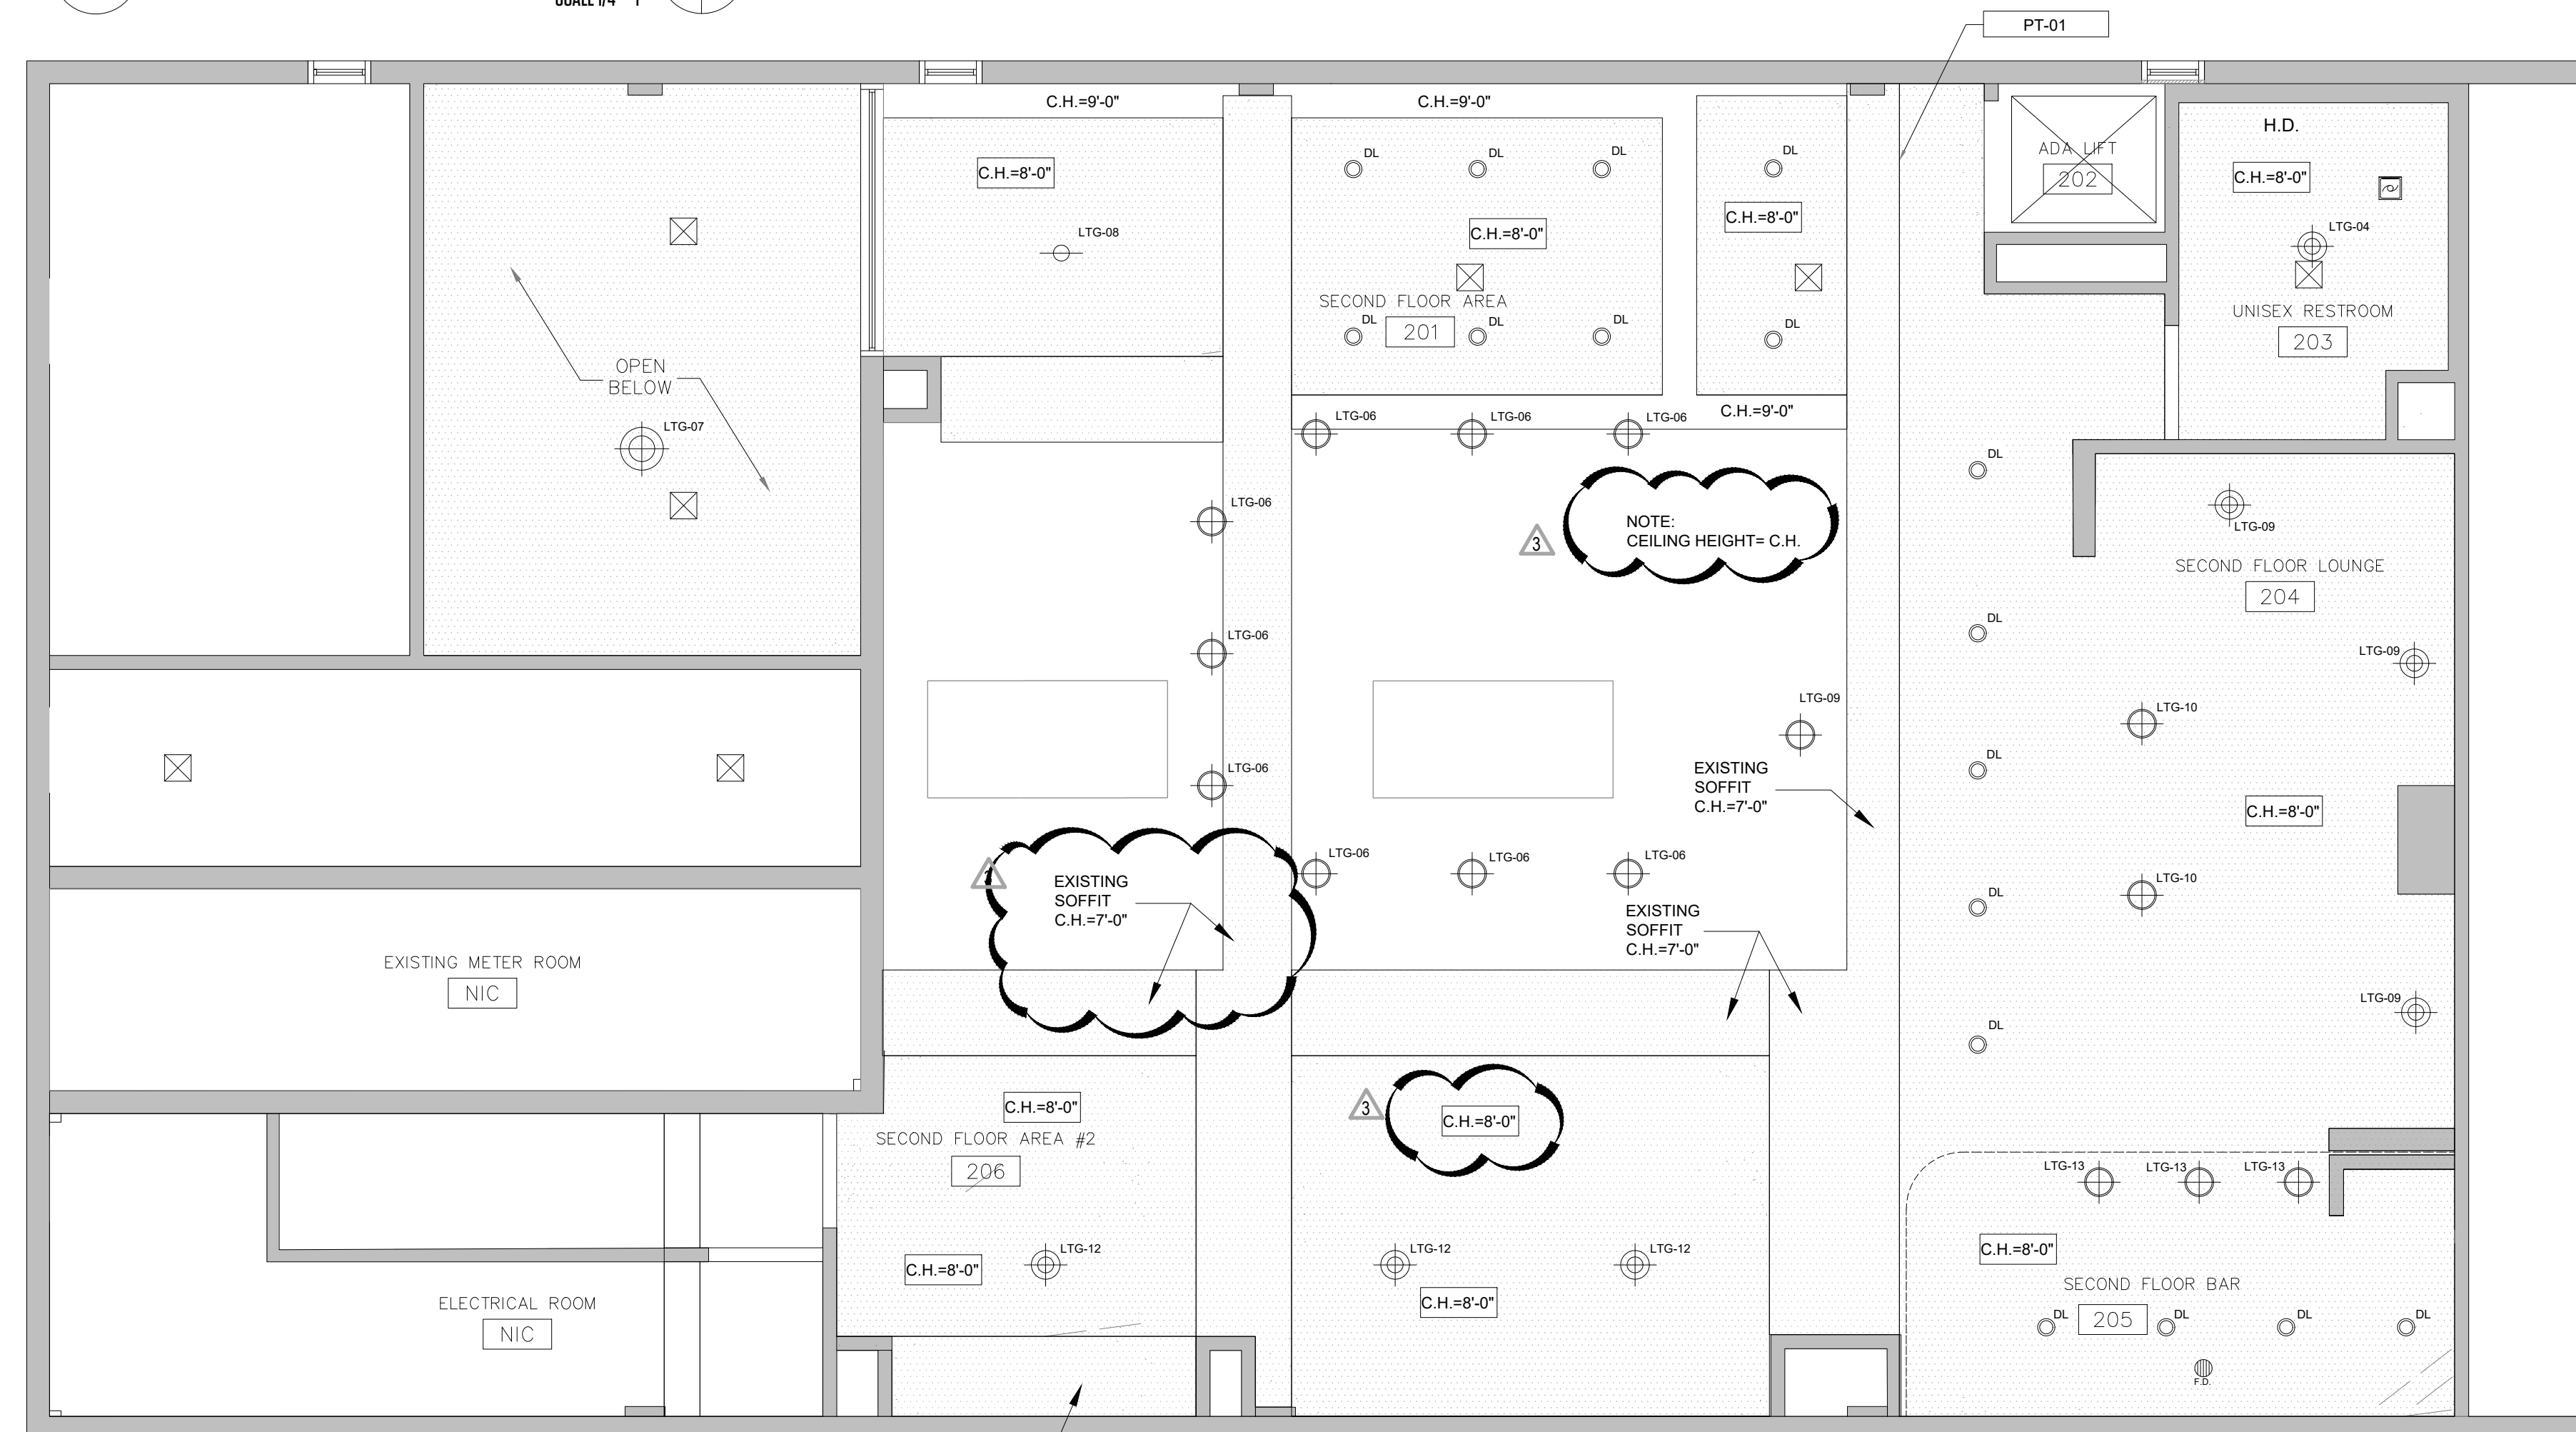 PT-01
C.H.=9'-0"
C.H.=9'-0"
H.D.
ADA LIFT
202
C.H.=8'-0"
C.H.=8'-0"
DL
DL
DL
DL
C.H.=8'-0"
C.H.=8'-0"
LTG-08
LTG-04
SECOND FLOOR AREA
201
UNISEX RESTROOM
203
DL
DL
DL
DL
OPEN
BELOW
LTG-07
C.H.=9'-0"
LTG-06
LTG-06
LTG-06
DL
LTG-06
NOTE:
CEILING HEIGHT= C.H.
3
LTG-09
SECOND FLOOR LOUNGE
204
DL
LTG-06
LTG-09
LTG-09
LTG-10
LTG-06
EXISTING
SOFFIT
C.H.=7'-0"
DL
C.H.=8'-0"
LTG-06
LTG-06
LTG-06
EXISTING
SOFFIT
C.H.=7'-0"
LTG-10
DL
EXISTING
SOFFIT
C.H.=7'-0"
EXISTING METER ROOM
NIC
LTG-09
DL
C.H.=8'-0"
3
C.H.=8'-0"
SECOND FLOOR AREA #2
206
LTG-13
LTG-13
LTG-13
LTG-12
LTG-12
LTG-12
C.H.=8'-0"
C.H.=8'-0"
C.H.=8'-0"
SECOND FLOOR BAR
205
DL
DL
DL
DL
F.D.
ELECTRICAL ROOM
NIC